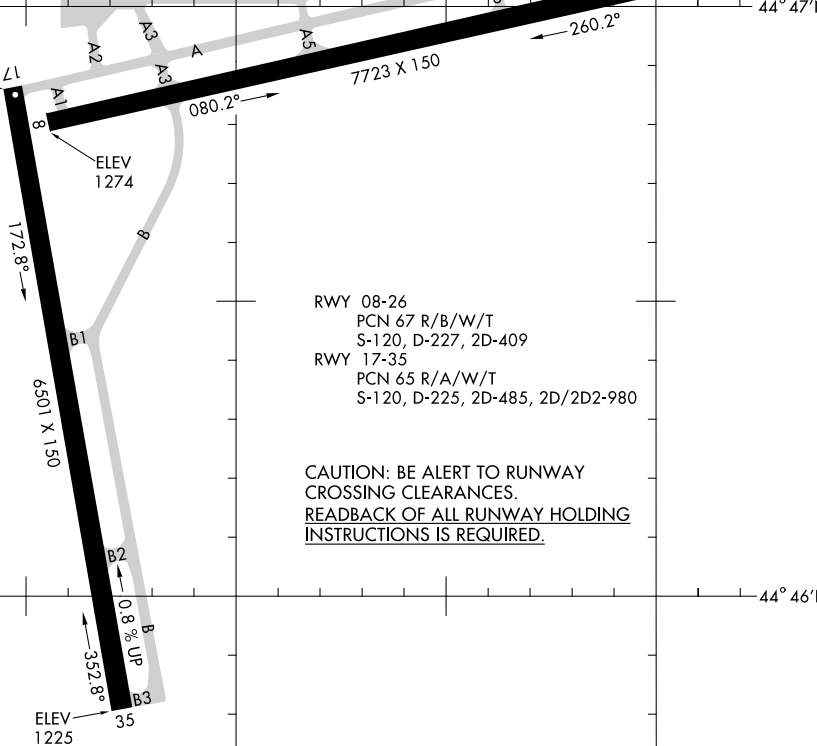 44° 47'
260.2°
7723 X 150
080.2°
A3
A2
A
A5
A3
A1
17
8
ELEV
1274
172.8°
B
B1
6501 X 150
RWY 08-26
PCN 67 R/B/W/T
S-120, D-227, 2D-409
RWY 17-35
PCN 65 R/A/W/T
S-120, D-225, 2D-485, 2D/2D2-980
CAUTION: BE ALERT TO RUNWAY
CROSSING CLEARANCES.
READBACK OF ALL RUNWAY HOLDING
INSTRUCTIONS IS REQUIRED.
B2
44° 46'
0.8 % UP
B
352.8°
B3
35
ELEV
1225